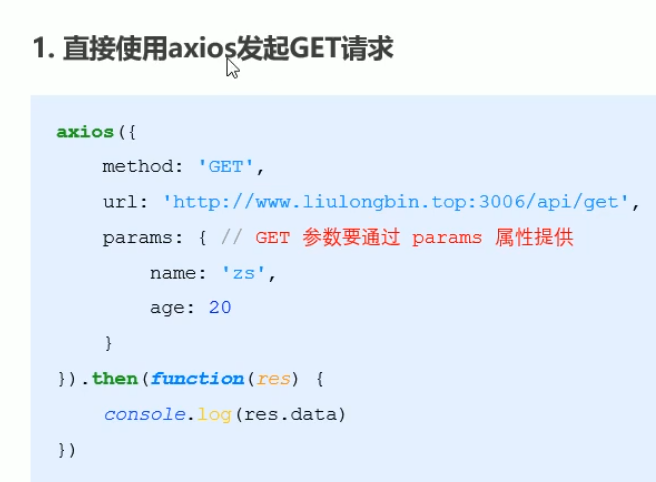 1. 直接使用axios发起GET请求
axios({
    method: 'GET',
    url: 'http://www.liulongbin.top:3006/api/get',
    params: { // GET 参数要通过 params 属性提供
        name: 'zs',
        age: 20
    }
}).then(function(res) {
    console.log(res.data)
})